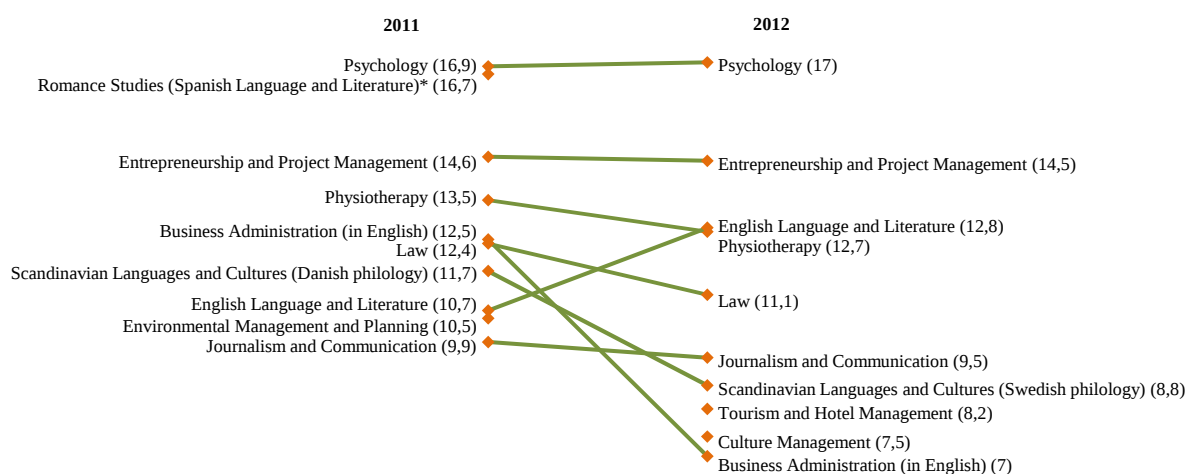 2011
Psychology (16,9)
Romance Studies (Spanish Language and Literature)* (16,7)
Entrepreneurship and Project Management (14,6)
Physiotherapy (13,5)
Business Administration (in English) (12,5)
Law (12,4)
Scandinavian Languages and Cultures (Danish philology) (11,7)
English Language and Literature (10,7)
Environmental Management and Planning (10,5)
Journalism and Communication (9,9)
2012
Psychology (17)
Entrepreneurship and Project Management (14,5)
English Language and Literature (12,8)
Physiotherapy (12,7)
Law (11,1)
Journalism and Communication (9,5)
Scandinavian Languages and Cultures (Swedish philology) (8,8)
Tourism and Hotel Management (8,2)
Culture Management (7,5)
Business Administration (in English) (7)